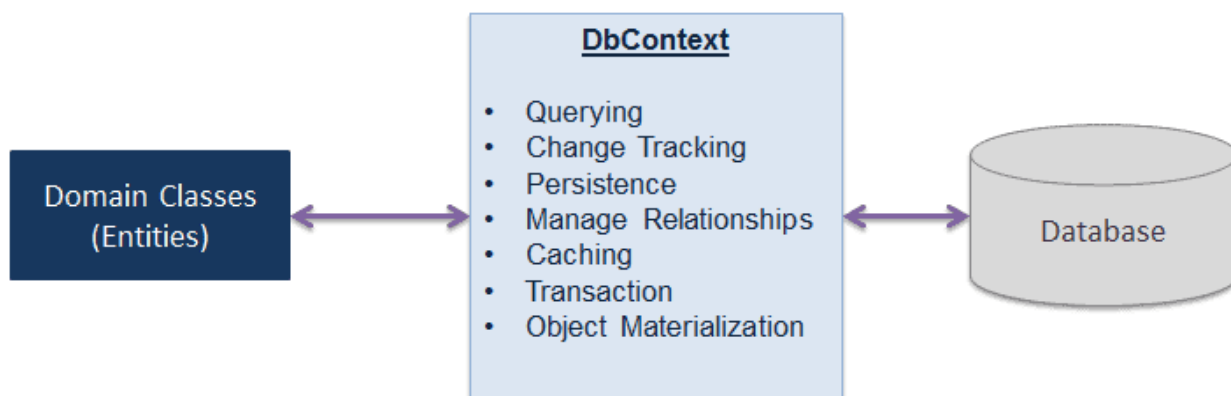 Domain Classes
(Entities)
DbContext
• Querying
• Change Tracking
• Persistence
• Manage Relationships
• Caching
• Transaction
• Object Materialization
Database